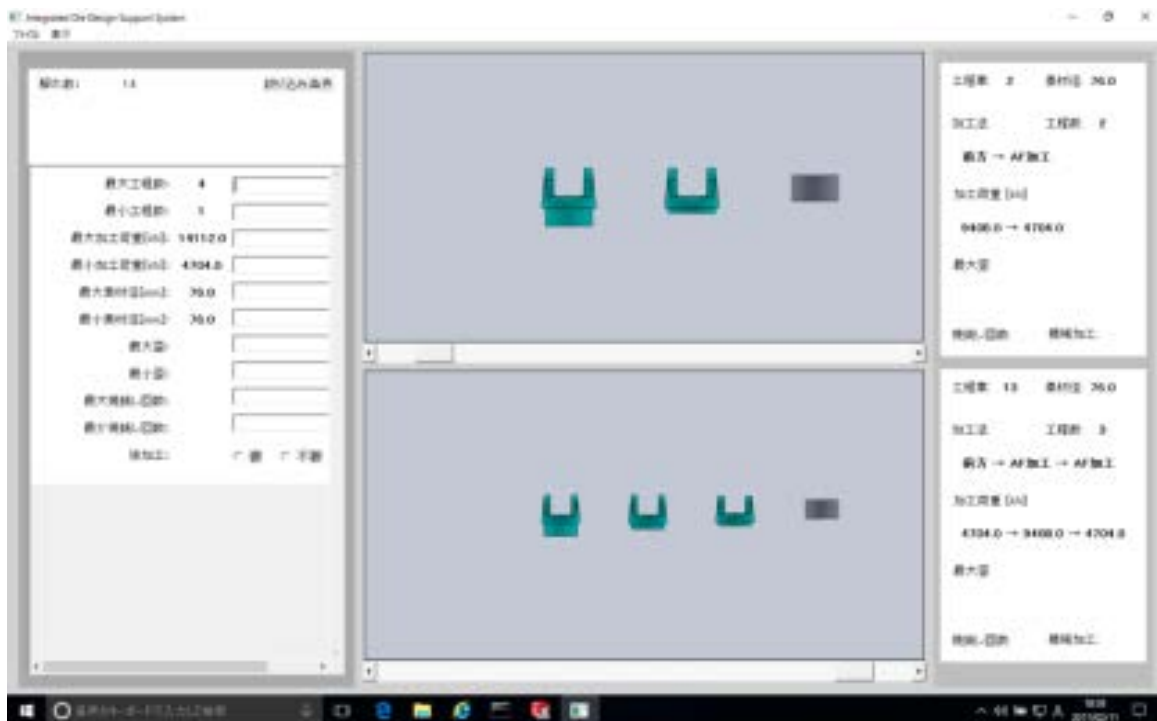 Integrated Die Design Support System
ファイル 表示
解の数: 13 絞り込み条件
最大工程数: 4
最小工程数: 1
最大加工荷重[kN]: 14112.0
最小加工荷重[kN]: 4704.0
最大素材径[mm]: 76.0
最小素材径[mm]: 76.0
最大歪:
最小歪:
最大焼鈍し回数:
最小焼鈍し回数:
後加工: 要 不要
工程案 2 素材径 76.0
加工法 工程数 2
前方 → AF加工
加工荷重 [kN]
9408.0 → 4704.0
最大歪
焼鈍し回数 機械加工
工程案 13 素材径 76.0
加工法 工程数 3
前方 → AF加工 → AF加工
加工荷重 [kN]
4704.0 → 9408.0 → 4704.0
最大歪
焼鈍し回数 機械加工